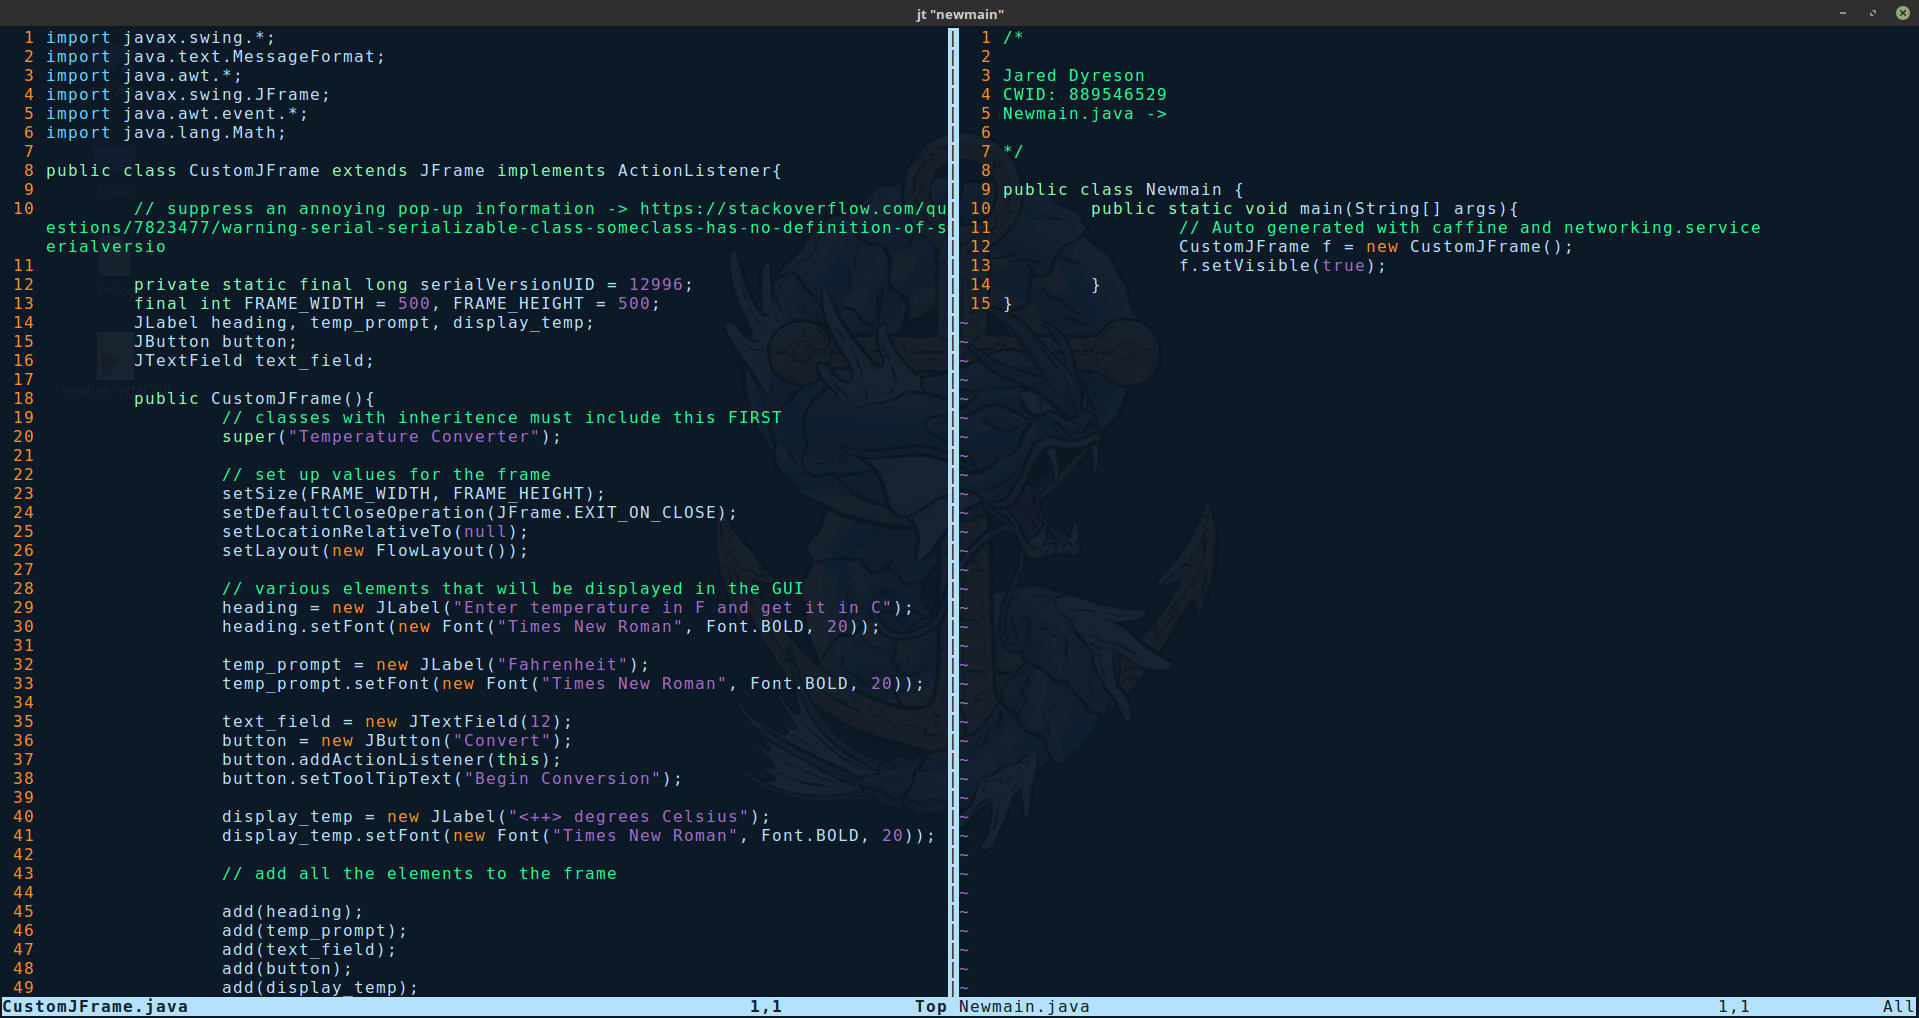 jt "newmain"
1 import javax.swing.*;
2 import java.text.MessageFormat;
3 import java.awt.*;
4 import javax.swing.JFrame;
5 import java.awt.event.*;
6 import java.lang.Math;
7
8 public class CustomJFrame extends JFrame implements ActionListener{
9
10 // suppress an annoying pop-up information -> https://stackoverflow.com/qu
estions/7823477/warning-serial-serializable-class-someclass-has-no-definition-of-s
erialversio
11
12 private static final long serialVersionUID = 12996;
13 final int FRAME_WIDTH = 500, FRAME_HEIGHT = 500;
14 JLabel heading, temp_prompt, display_temp;
15 JButton button;
16 JTextField text_field;
17
18 public CustomJFrame(){
19 // classes with inheritence must include this FIRST
20 super("Temperature Converter");
21
22 // set up values for the frame
23 setSize(FRAME_WIDTH, FRAME_HEIGHT);
24 setDefaultCloseOperation(JFrame.EXIT_ON_CLOSE);
25 setLocationRelativeTo(null);
26 setLayout(new FlowLayout());
27
28 // various elements that will be displayed in the GUI
29 heading = new JLabel("Enter temperature in F and get it in C");
30 heading.setFont(new Font("Times New Roman", Font.BOLD, 20));
31
32 temp_prompt = new JLabel("Fahrenheit");
33 temp_prompt.setFont(new Font("Times New Roman", Font.BOLD, 20));
34
35 text_field = new JTextField(12);
36 button = new JButton("Convert");
37 button.addActionListener(this);
38 button.setToolTipText("Begin Conversion");
39
40 display_temp = new JLabel("<++> degrees Celsius");
41 display_temp.setFont(new Font("Times New Roman", Font.BOLD, 20));
42
43 // add all the elements to the frame
44
45 add(heading);
46 add(temp_prompt);
47 add(text_field);
48 add(button);
49 add(display_temp);
CustomJFrame.java 1,1 Top
1 /*
2
3 Jared Dyreson
4 CWID: 889546529
5 Newmain.java ->
6
7 */
8
9 public class Newmain {
10 public static void main(String[] args){
11 // Auto generated with caffine and networking.service
12 CustomJFrame f = new CustomJFrame();
13 f.setVisible(true);
14 }
15 }
Newmain.java 1,1 All
todos